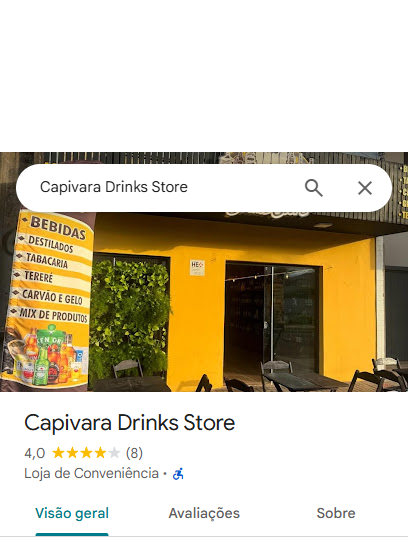 Capivara Drinks Store
BEBIDAS
DESTILADOS
TABACARIA
TERERÉ
CARVÃO E GELO
MIX DE PRODUTOS
Capivara Drinks Store
4,0 (8)
Loja de Conveniência ·
Visão geral
Avaliações
Sobre